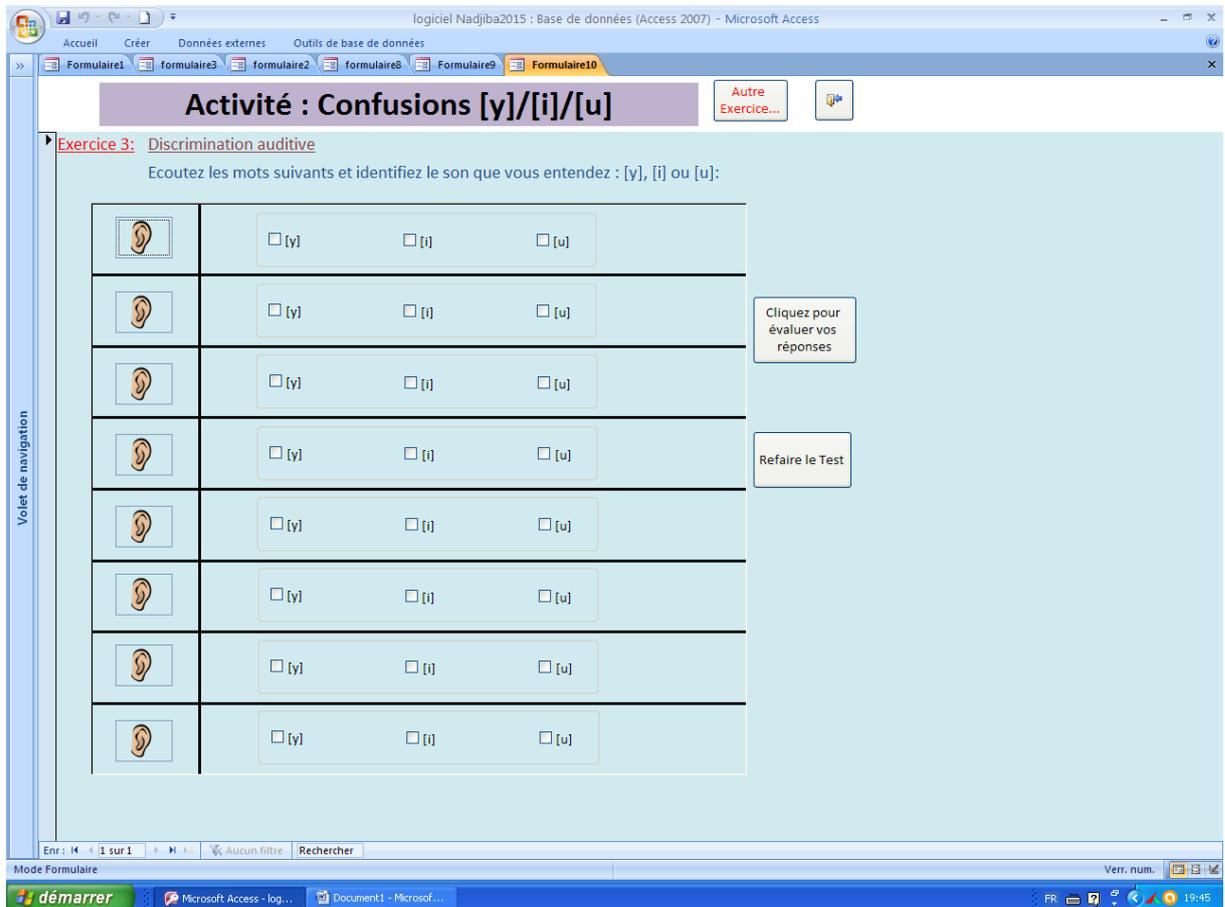 logiciel Nadjiba2015 : Base de données (Access 2007) - Microsoft Access
Accueil Créer Données externes Outils de base de données
» Formulaire1 formulaire3 formulaire2 formulaire8 Formulaire9 Formulaire10 x
Activité : Confusions [y]/[i]/[u]
Autre
Exercice...
Exercice 3: Discrimination auditive
Ecoutez les mots suivants et identifiez le son que vous entendez : [y], [i] ou [u]:
[y] [i] [u]
[y] [i] [u]
Cliquez pour
évaluer vos
réponses
[y] [i] [u]
[y] [i] [u]
Refaire le Test
[y] [i] [u]
[y] [i] [u]
[y] [i] [u]
[y] [i] [u]
Volet de navigation
Enr : 1 sur 1 Aucun filtre Rechercher
Mode Formulaire Verr. num.
démarrer Microsoft Access - log... Document1 - Microsof... FR 19:45